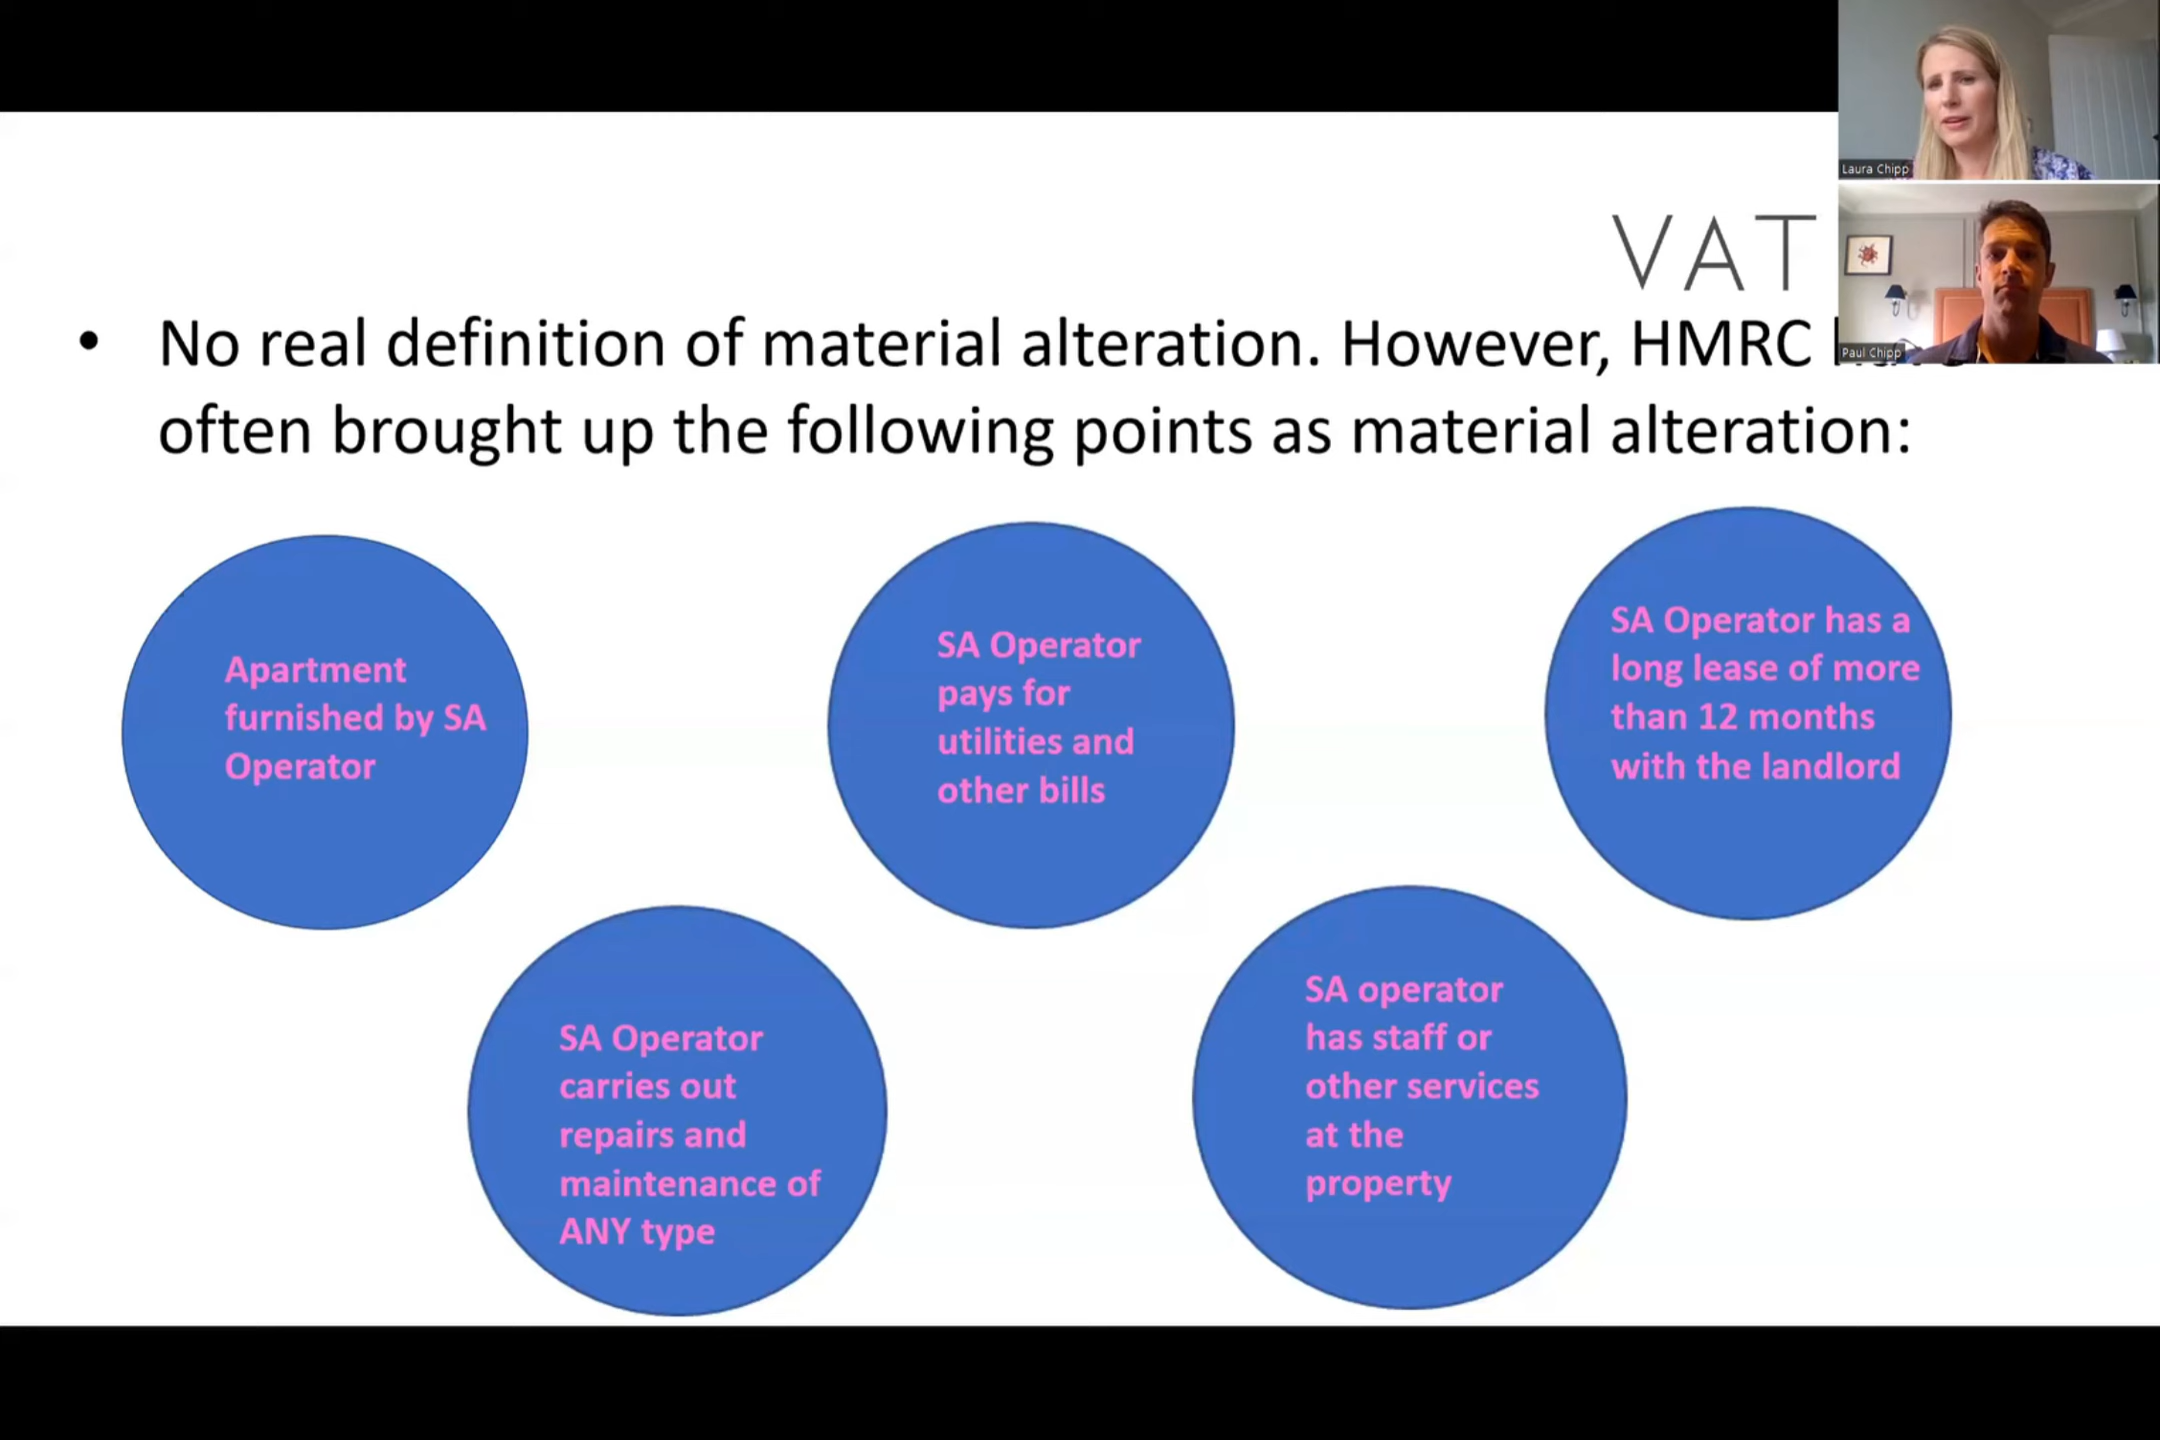 Laura Chipp
VAT
Paul Chipp
• No real definition of material alteration. However, HMRC
often brought up the following points as material alteration:
Apartment
furnished by SA
Operator
SA Operator
pays for
utilities and
other bills
SA Operator has a
long lease of more
than 12 months
with the landlord
SA Operator
carries out
repairs and
maintenance of
ANY type
SA operator
has staff or
other services
at the
property